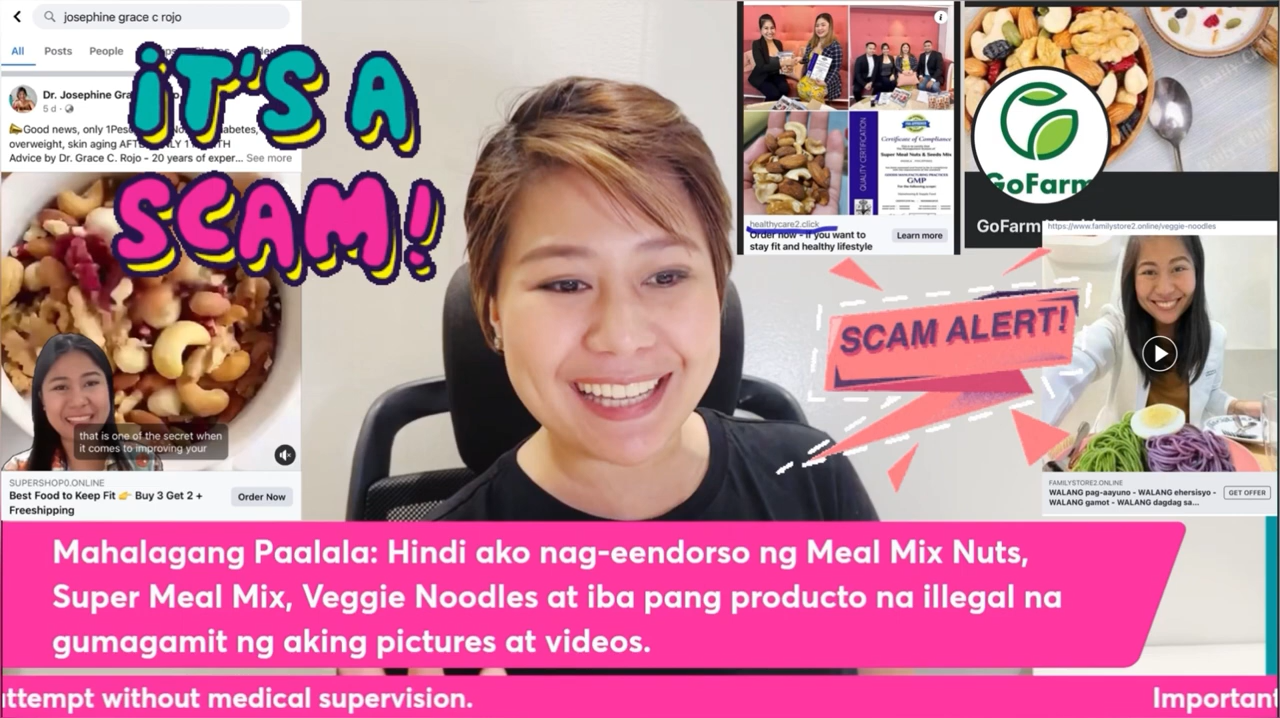 josephine grace c rojo
All
Posts
People
IT'S A
SCAM!
Dr. Josephine Gra
5 d
Good news, only 1Pes
overweight, skin aging AFT
Advice by Dr. Grace C. Rojo - 20 years of exper... See more
that is one of the secret when
it comes to improving your
SUPERSHOP0.ONLINE
Best Food to Keep Fit 👉 Buy 3 Get 2 +
Freeshipping
Order Now
QUALITY CERTIFICATION
Certificate of Compliance
Super Meal Nuts & Seeds Mix
GMP
healthycare2.click
Order now - if you want to
stay fit and healthy lifestyle
Learn more
GoFarm
GoFarm
https://www.familystore2.online/veggie-noodles
SCAM ALERT!
FAMILYSTORE2.ONLINE
WALANG pag-aayuno - WALANG ehersisyo -
WALANG gamot - WALANG dagdag sa...
GET OFFER
Mahalagang Paalala: Hindi ako nag-eendorso ng Meal Mix Nuts,
Super Meal Mix, Veggie Noodles at iba pang producto na illegal na
gumagamit ng aking pictures at videos.
attempt without medical supervision.
Important